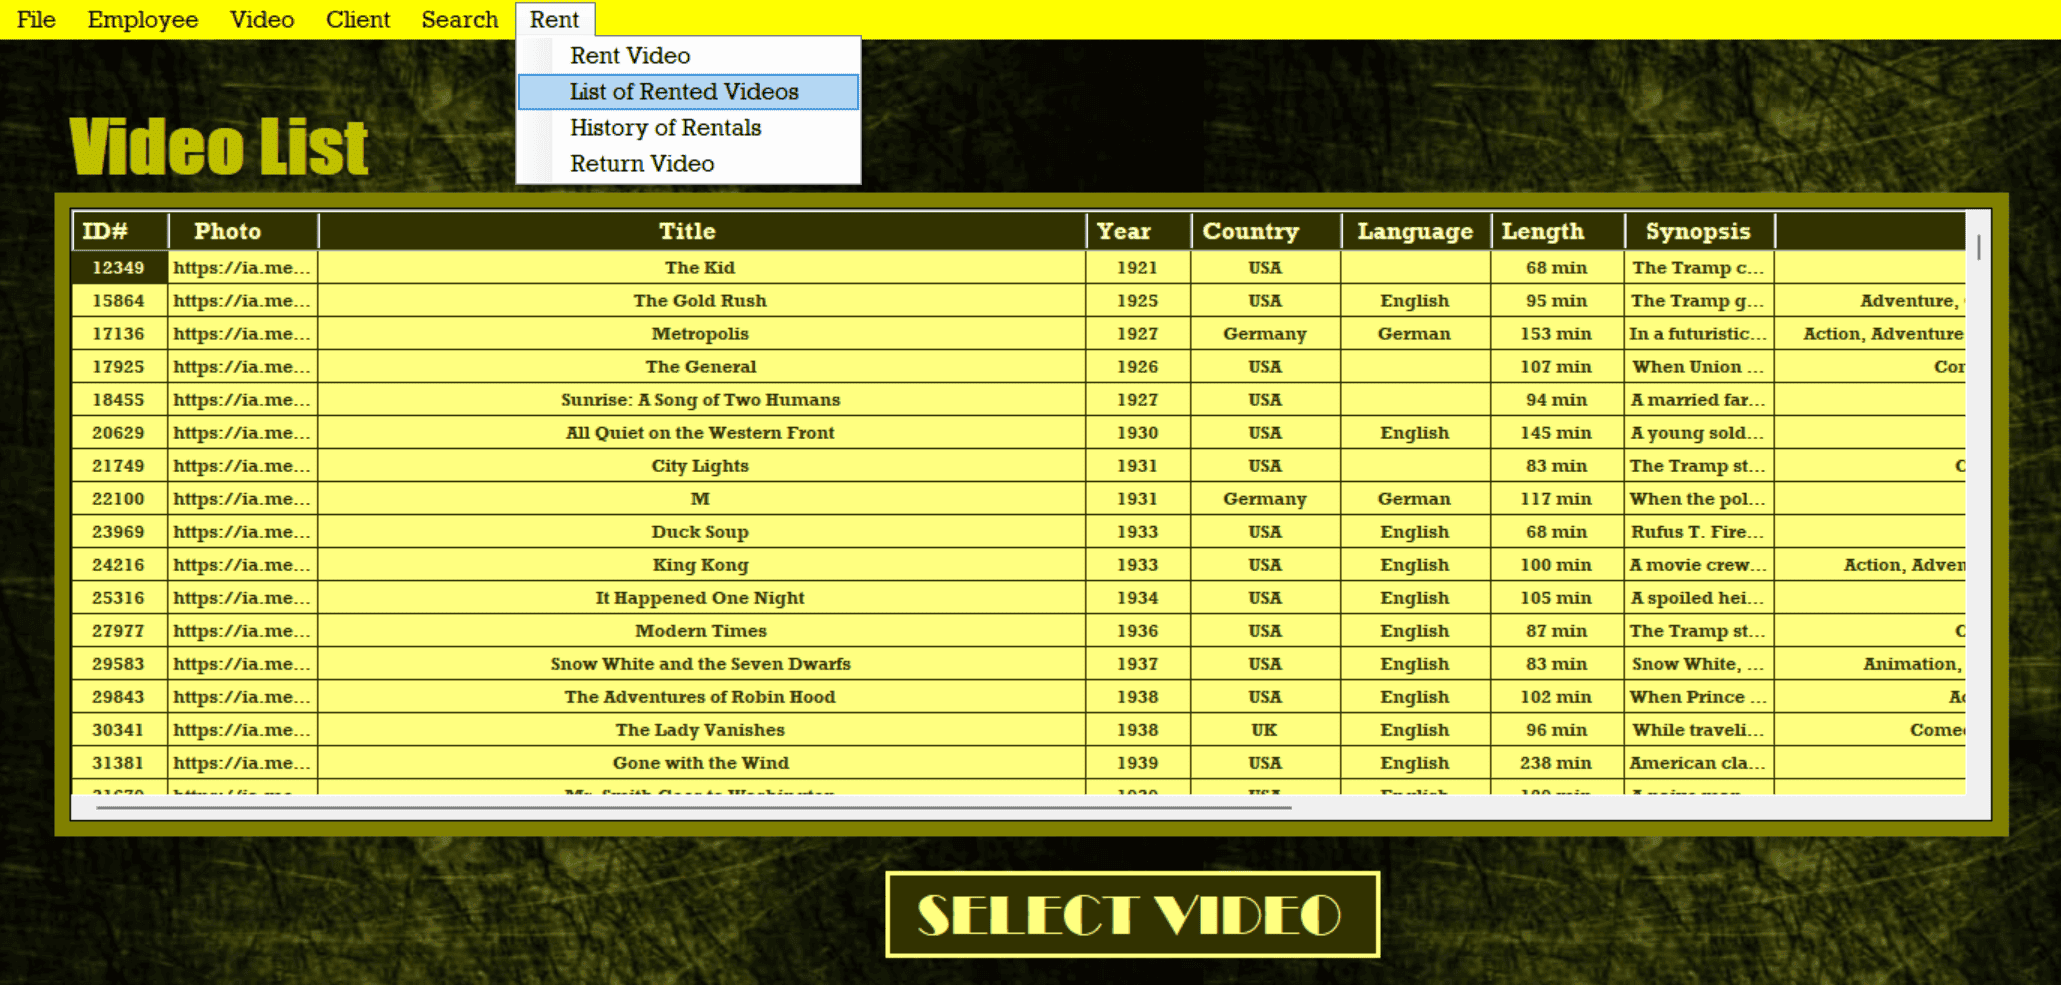 File Employee Video Client Search Rent
Rent Video
List of Rented Videos
History of Rentals
Return Video
Video List
ID# Photo Title Year Country Language Length Synopsis
12349 https://ia.me... The Kid 1921 USA 68 min The Tramp c...
15864 https://ia.me... The Gold Rush 1925 USA English 95 min The Tramp g... Adventure,
17136 https://ia.me... Metropolis 1927 Germany German 153 min In a futuristic... Action, Adventure
17925 https://ia.me... The General 1926 USA 107 min When Union ...
18455 https://ia.me... Sunrise: A Song of Two Humans 1927 USA 94 min A married far...
20629 https://ia.me... All Quiet on the Western Front 1930 USA English 145 min A young sold...
21749 https://ia.me... City Lights 1931 USA 83 min The Tramp st...
22100 https://ia.me... M 1931 Germany German 117 min When the pol...
23969 https://ia.me... Duck Soup 1933 USA English 68 min Rufus T. Fire...
24216 https://ia.me... King Kong 1933 USA English 100 min A movie crew... Action, Adven
25316 https://ia.me... It Happened One Night 1934 USA English 105 min A spoiled hei...
27977 https://ia.me... Modern Times 1936 USA English 87 min The Tramp st...
29583 https://ia.me... Snow White and the Seven Dwarfs 1937 USA English 83 min Snow White, ... Animation,
29843 https://ia.me... The Adventures of Robin Hood 1938 USA English 102 min When Prince ...
30341 https://ia.me... The Lady Vanishes 1938 UK English 96 min While traveli... Come
31381 https://ia.me... Gone with the Wind 1939 USA English 238 min American cla...
SELECT VIDEO